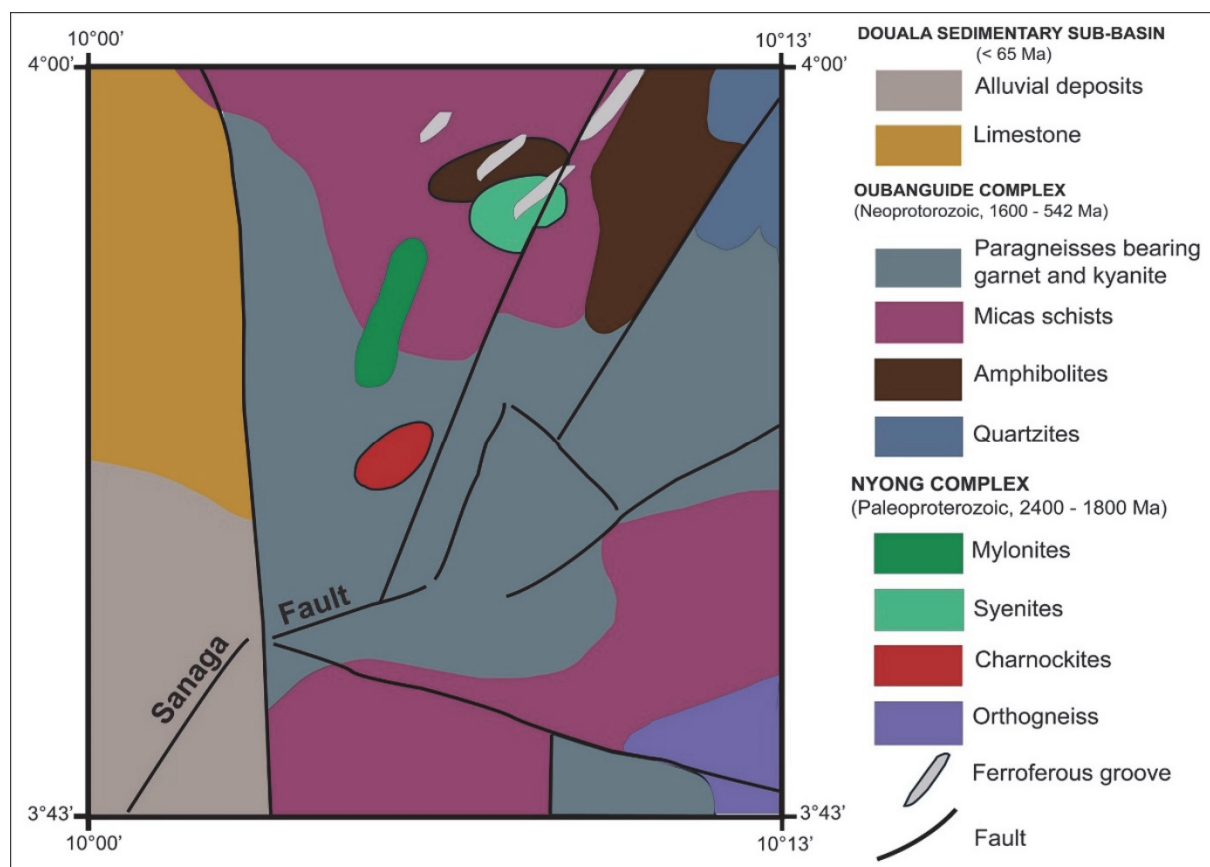 10°00’
10°13’
4°00’
4°00’
Fault
Sanaga
3°43’
3°43’
10°00’
10°13’
DOUALA SEDIMENTARY SUB-BASIN
(< 65 Ma)
Alluvial deposits
Limestone
OUBANGUIDE COMPLEX
(Neoprotorozoic, 1600 - 542 Ma)
Paragneisses bearing
garnet and kyanite
Micas schists
Amphibolites
Quartzites
NYONG COMPLEX
(Paleoproterozoic, 2400 - 1800 Ma)
Mylonites
Syenites
Charnockites
Orthogneiss
Ferroferous groove
Fault